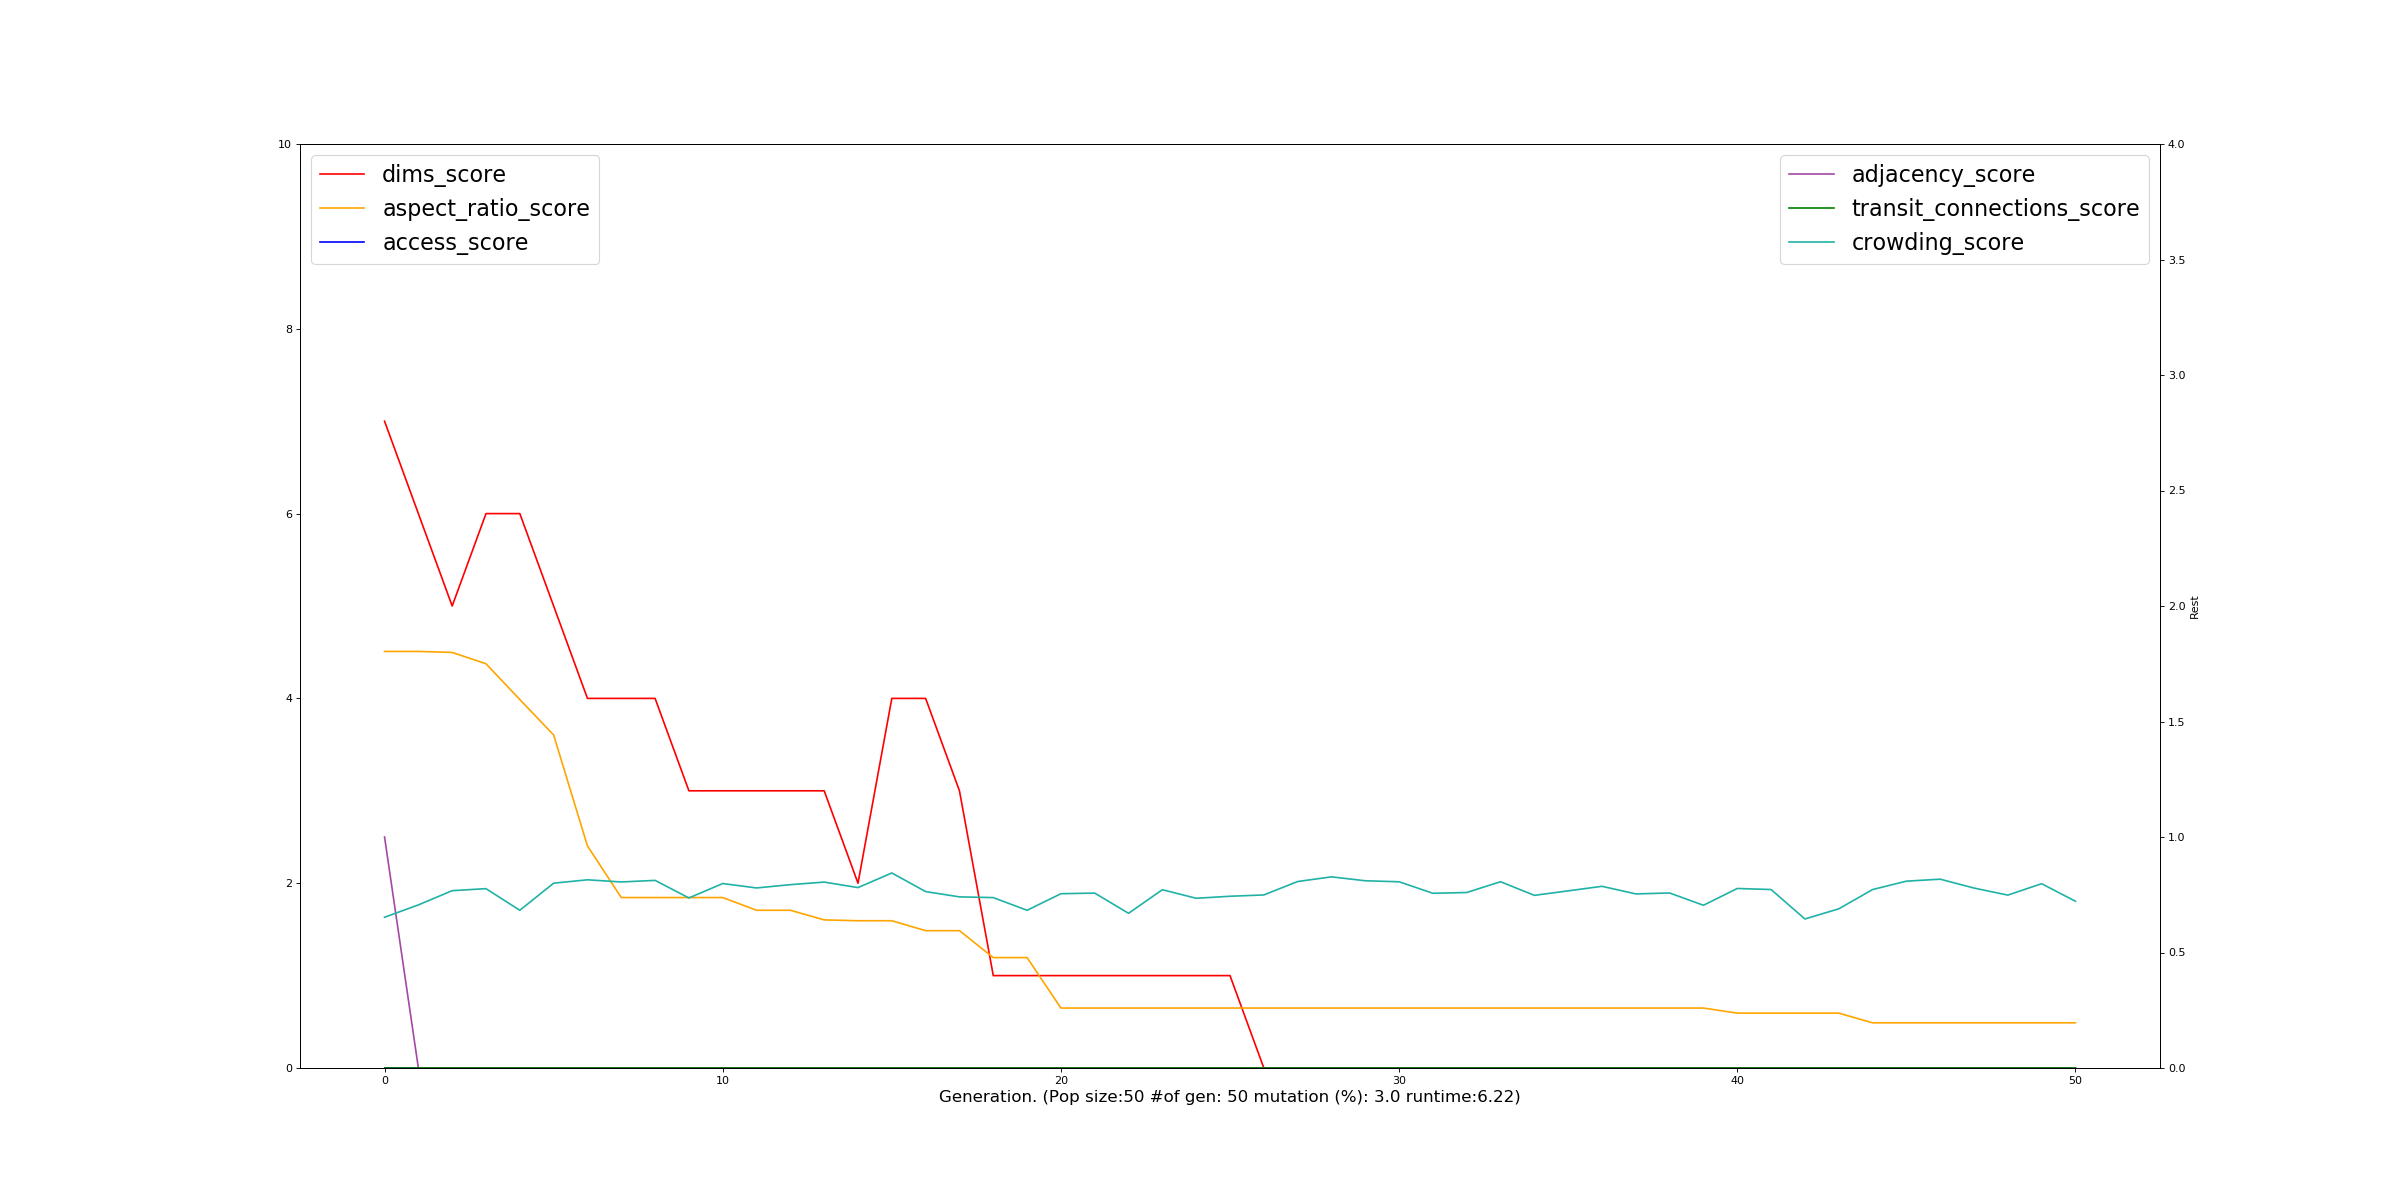 10
8
6
4
2
0
dims_score
aspect_ratio_score
access_score
adjacency_score
transit_connections_score
crowding_score
4.0
3.5
3.0
2.5
2.0
1.5
1.0
0.5
0.0
Rest
0 10 20 30 40 50
Generation. (Pop size:50 #of gen: 50 mutation (%): 3.0 runtime:6.22)